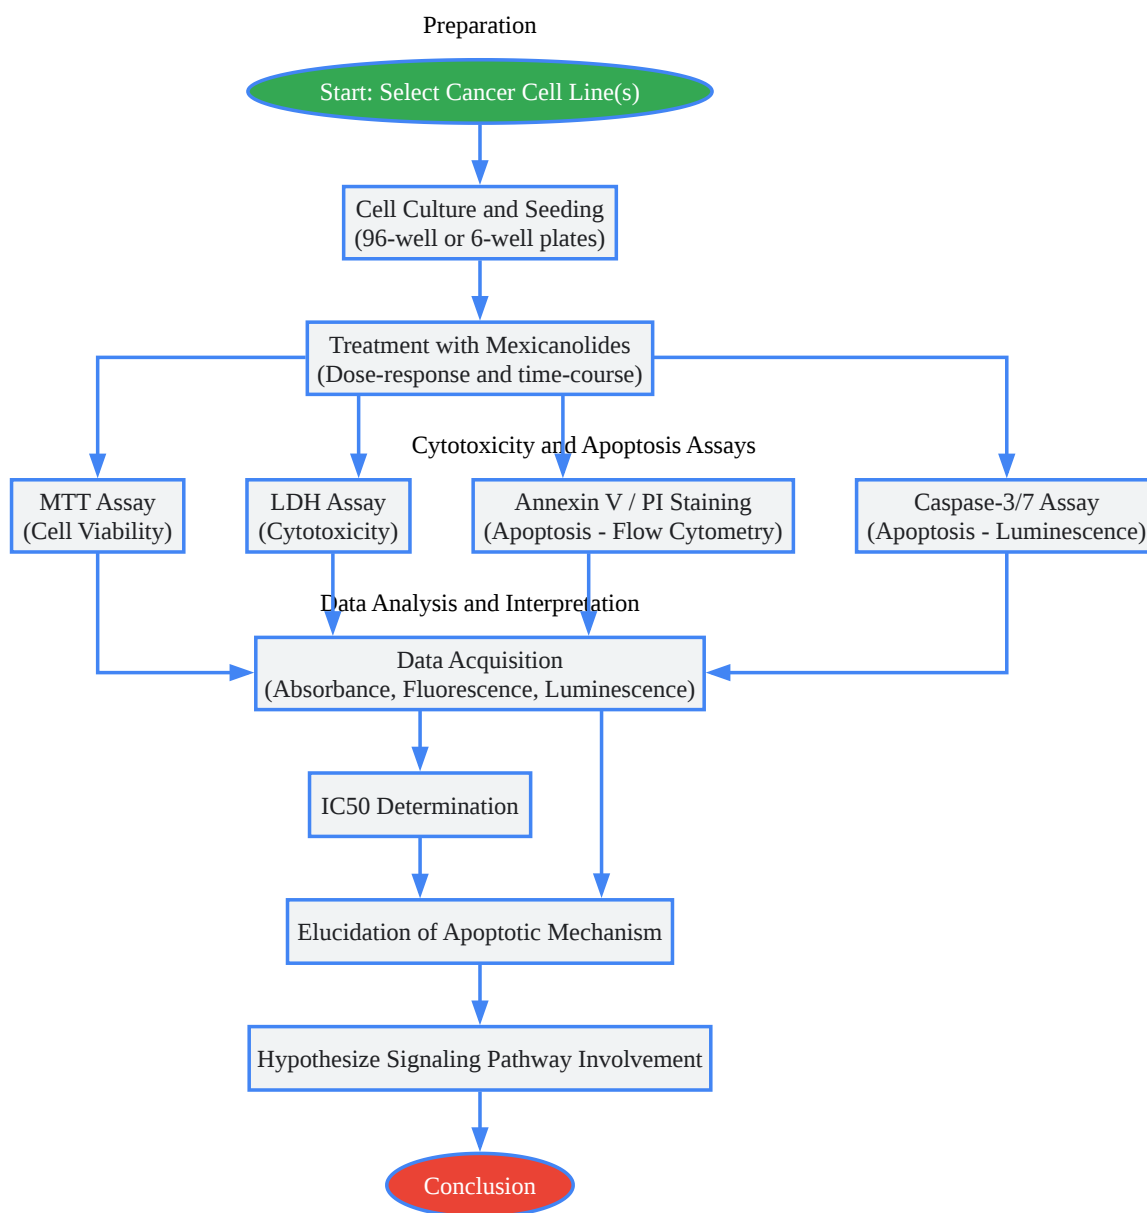 Preparation
Start: Select Cancer Cell Line(s)
Cell Culture and Seeding
(96-well or 6-well plates)
Treatment with Mexicanolides
(Dose-response and time-course)
Cytotoxicity and Apoptosis Assays
MTT Assay
(Cell Viability)
LDH Assay
(Cytotoxicity)
Annexin V / PI Staining
(Apoptosis - Flow Cytometry)
Caspase-3/7 Assay
(Apoptosis - Luminescence)
Data Analysis and Interpretation
Data Acquisition
(Absorbance, Fluorescence, Luminescence)
IC50 Determination
Elucidation of Apoptotic Mechanism
Hypothesize Signaling Pathway Involvement
Conclusion